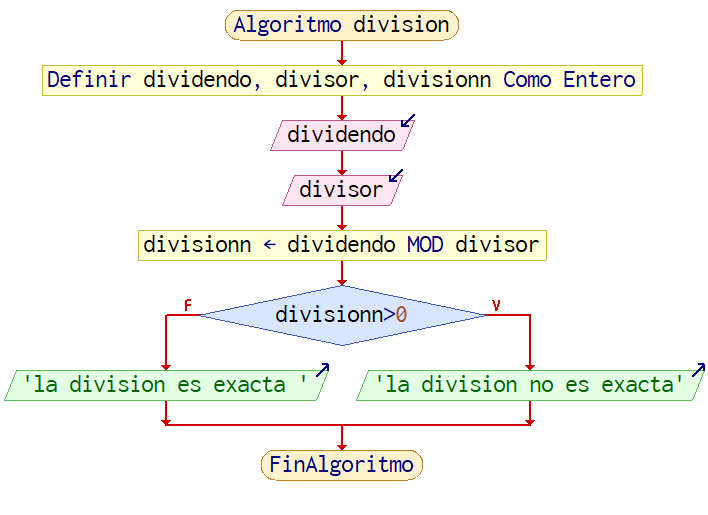 Algoritmo division
Definir dividendo, divisor, divisionn Como Entero
dividendo
divisor
divisionn ← dividendo MOD divisor
divisionn>0
F
V
'la division es exacta '
'la division no es exacta'
FinAlgoritmo